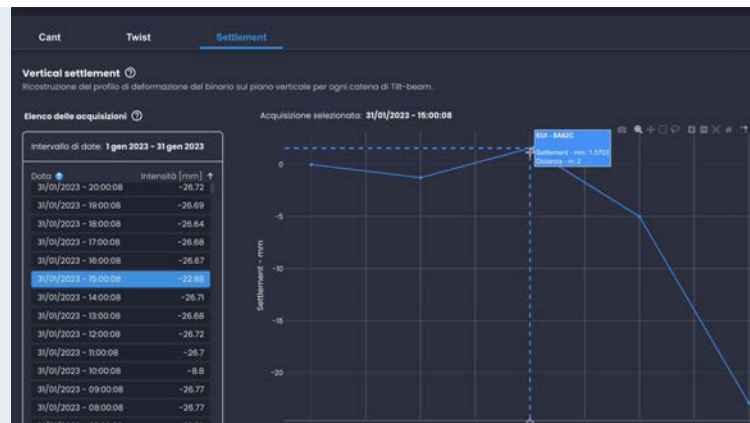 Cant Twist Settlement
Vertical settlement ?
Ricostruzione del profilo di deformazione del binario sul piano verticale per ogni catena di Tilt-beam.
Elenco delle acquisizioni ?
Intervallo di date: 1 gen 2023 - 31 gen 2023
Data Intensità [mm] ↑
31/01/2023 - 20:00:08 -26.72
31/01/2023 - 19:00:08 -26.69
31/01/2023 - 18:00:08 -26.64
31/01/2023 - 17:00:08 -26.68
31/01/2023 - 16:00:08 -26.67
31/01/2023 - 15:00:08 -22.88
31/01/2023 - 14:00:08 -26.71
31/01/2023 - 13:00:08 -26.68
31/01/2023 - 12:00:08 -26.72
31/01/2023 - 11:00:08 -26.7
31/01/2023 - 10:00:08 -8.8
31/01/2023 - 09:00:08 -26.77
31/01/2023 - 08:00:08 -26.77
Acquisizione selezionata: 31/01/2023 - 15:00:08
Settlement - mm: 1.5703
Distanza - m: 2
0
-5
-10
-15
-20
Settlement - mm